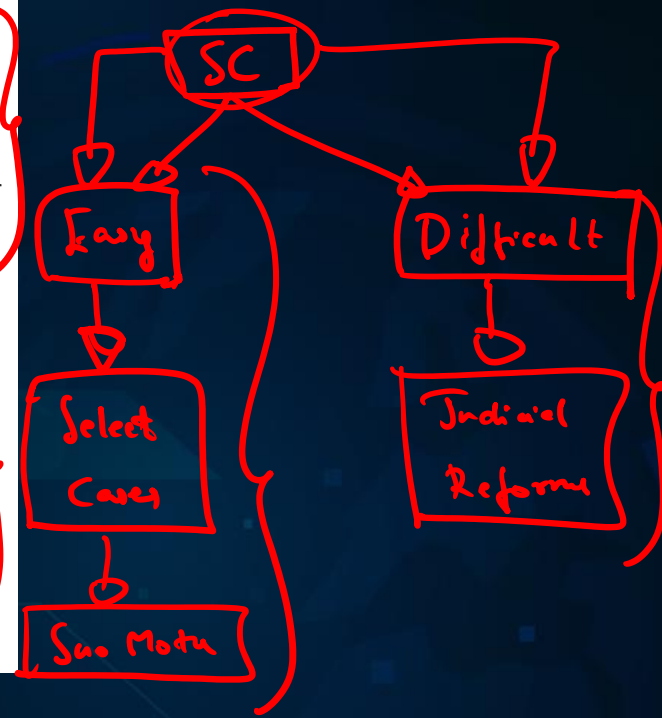 SC
Easy
Difficult
Select
Cases
Judicial
Reforms
Suo Motu